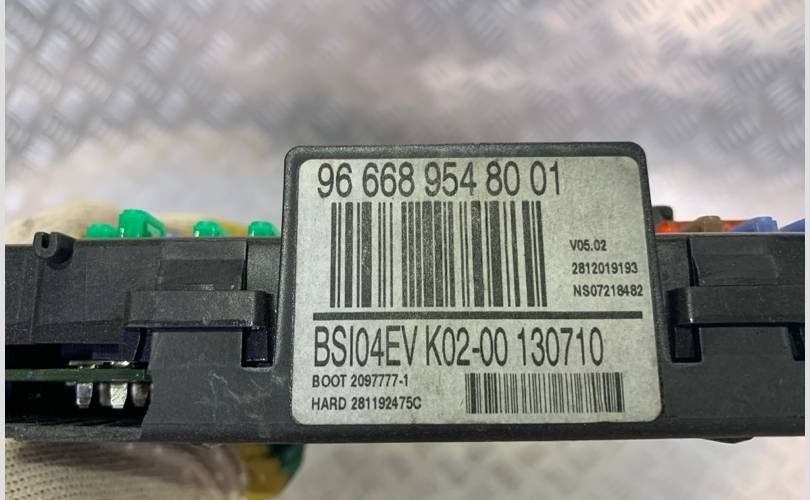 96 668 954 80 01
V05.02
2812019193
NS07218482
BSI04EV K02-00 130710
BOOT 2097777-1
HARD 281192475C